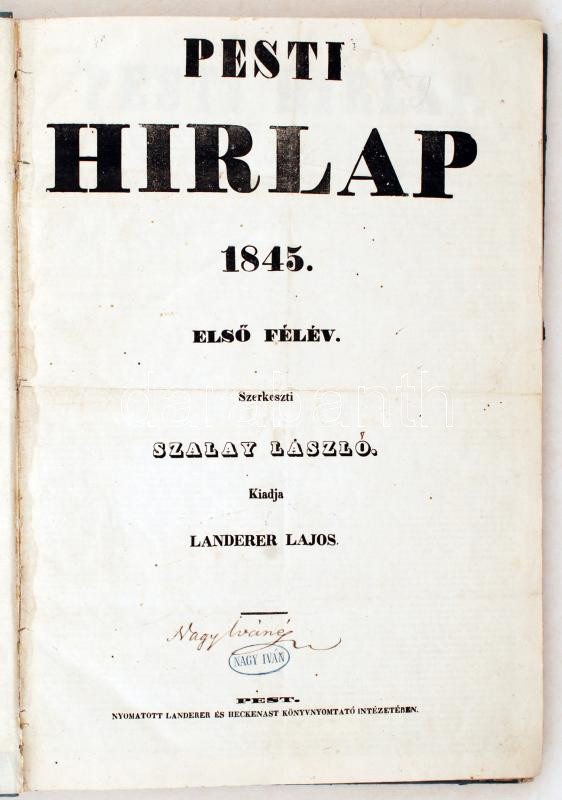 PESTI
HIRLAP
1845.
ELSŐ FÉLÉV.
Szerkeszti
SZALAY LÁSZLÓ.
Kiadja
LANDERER LAJOS.
Nagy Iváné
NAGY IVÁN
PEST.
NYOMATOTT LANDERER ÉS HECKENAST KÖNYVNYOMTATÓ INTÉZETÉBEN.